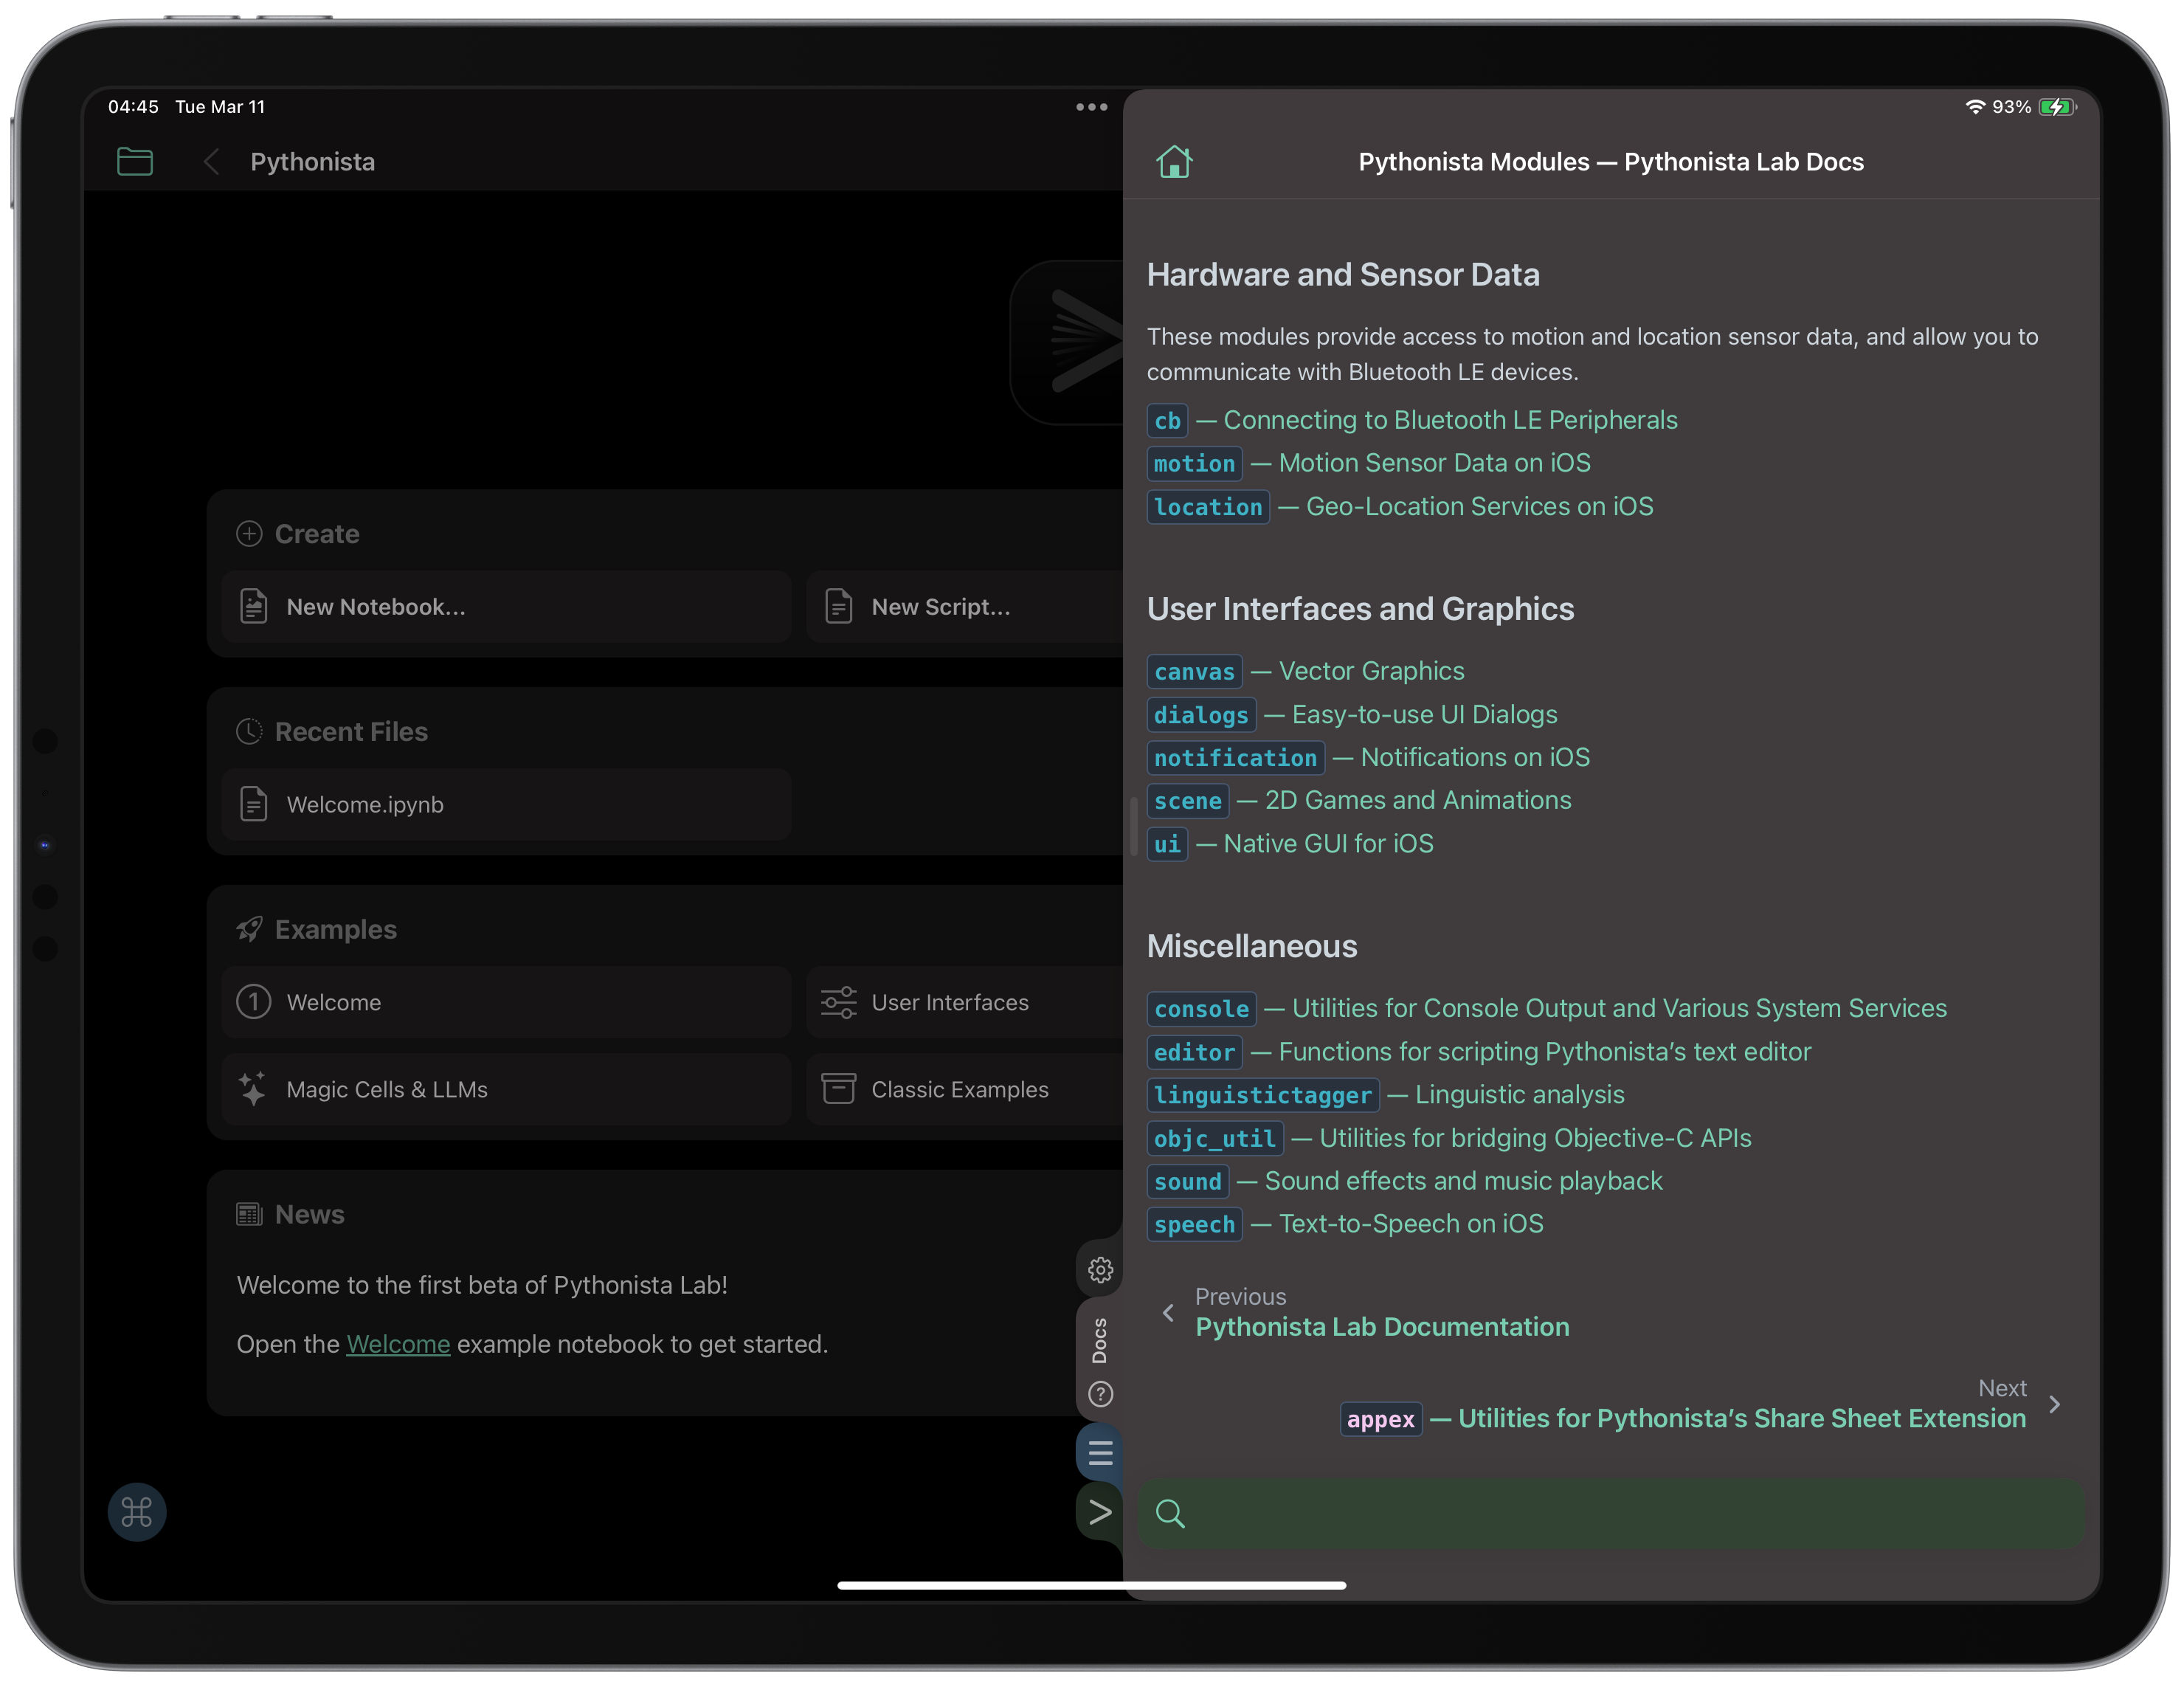 04:45 Tue Mar 11
93%
Pythonista
Create
New Notebook...
New Script...
Recent Files
Welcome.ipynb
Examples
Welcome
User Interfaces
Magic Cells & LLMs
Classic Examples
News
Welcome to the first beta of Pythonista Lab!
Open the Welcome example notebook to get started.
Docs
Pythonista Modules — Pythonista Lab Docs
Hardware and Sensor Data
These modules provide access to motion and location sensor data, and allow you to
communicate with Bluetooth LE devices.
cb — Connecting to Bluetooth LE Peripherals
motion — Motion Sensor Data on iOS
location — Geo-Location Services on iOS
User Interfaces and Graphics
canvas — Vector Graphics
dialogs — Easy-to-use UI Dialogs
notification — Notifications on iOS
scene — 2D Games and Animations
ui — Native GUI for iOS
Miscellaneous
console — Utilities for Console Output and Various System Services
editor — Functions for scripting Pythonista’s text editor
linguistictagger — Linguistic analysis
objc_util — Utilities for bridging Objective-C APIs
sound — Sound effects and music playback
speech — Text-to-Speech on iOS
Previous
Pythonista Lab Documentation
Next
appex — Utilities for Pythonista’s Share Sheet Extension